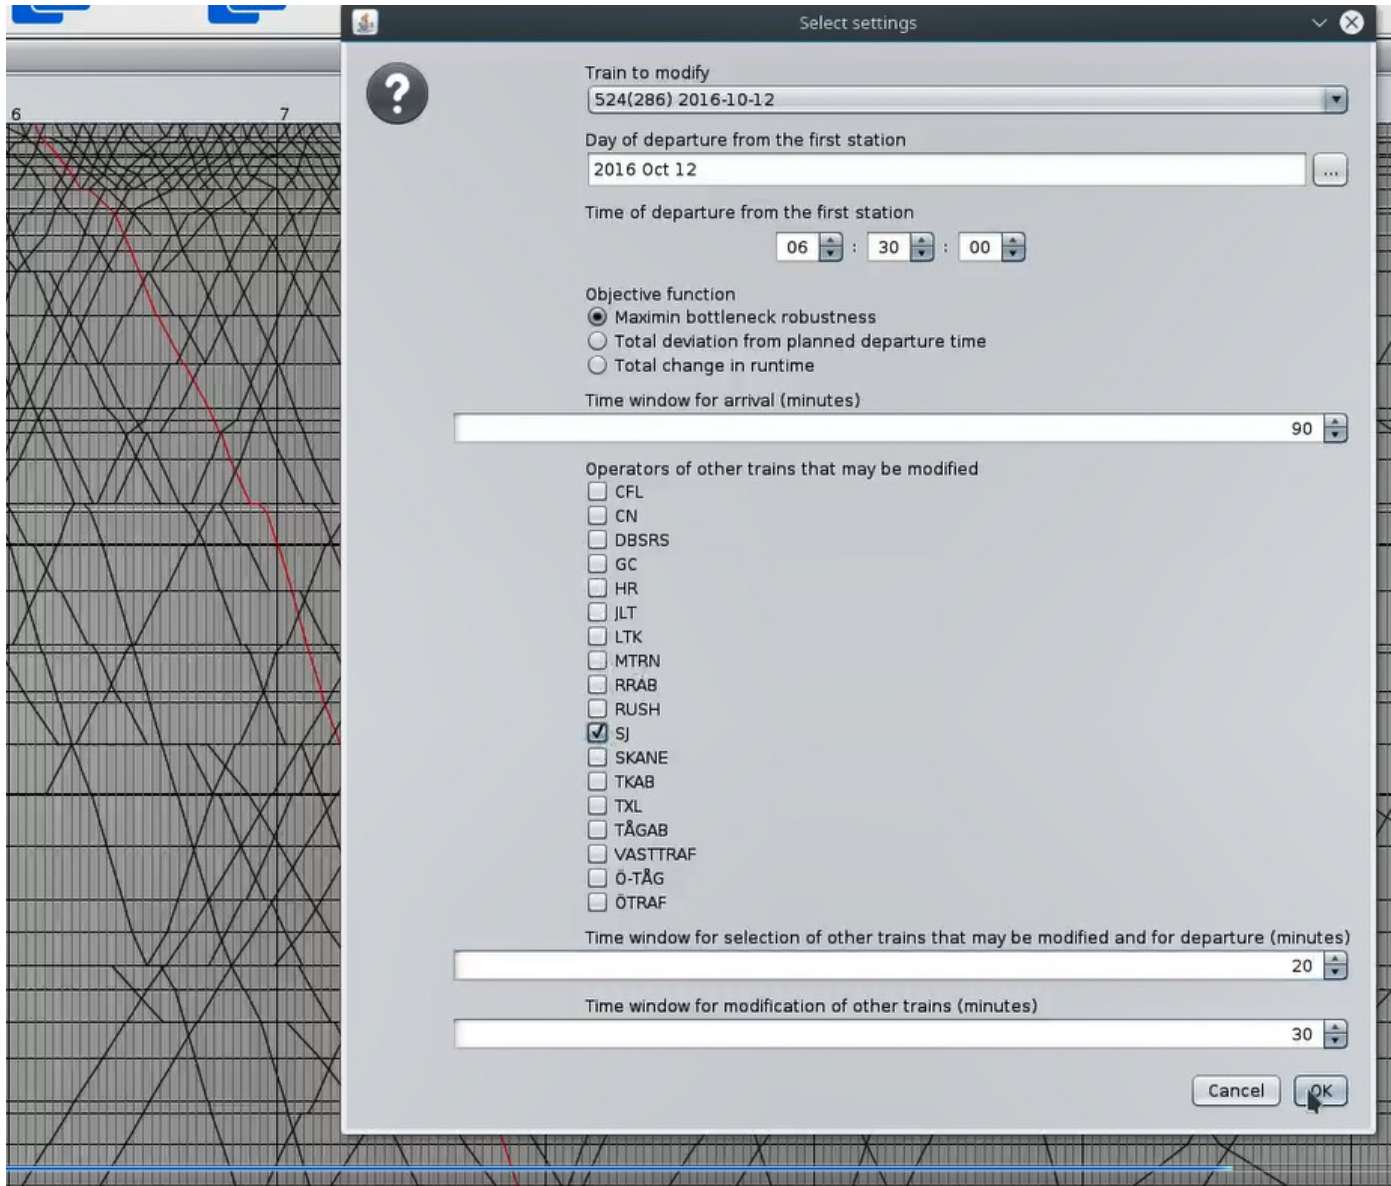 Select settings
6
7
Train to modify
524(286) 2016-10-12
Day of departure from the first station
2016 Oct 12
...
Time of departure from the first station
06 : 30 : 00
Objective function
Maximin bottleneck robustness
Total deviation from planned departure time
Total change in runtime
Time window for arrival (minutes)
90
Operators of other trains that may be modified
CFL
CN
DBSRS
GC
HR
JLT
LTK
MTRN
RRAB
RUSH
SJ
SKANE
TKAB
TXL
TÅGAB
VASTTRAF
Ö-TÅG
ÖTRAF
Time window for selection of other trains that may be modified and for departure (minutes)
20
Time window for modification of other trains (minutes)
30
Cancel
OK